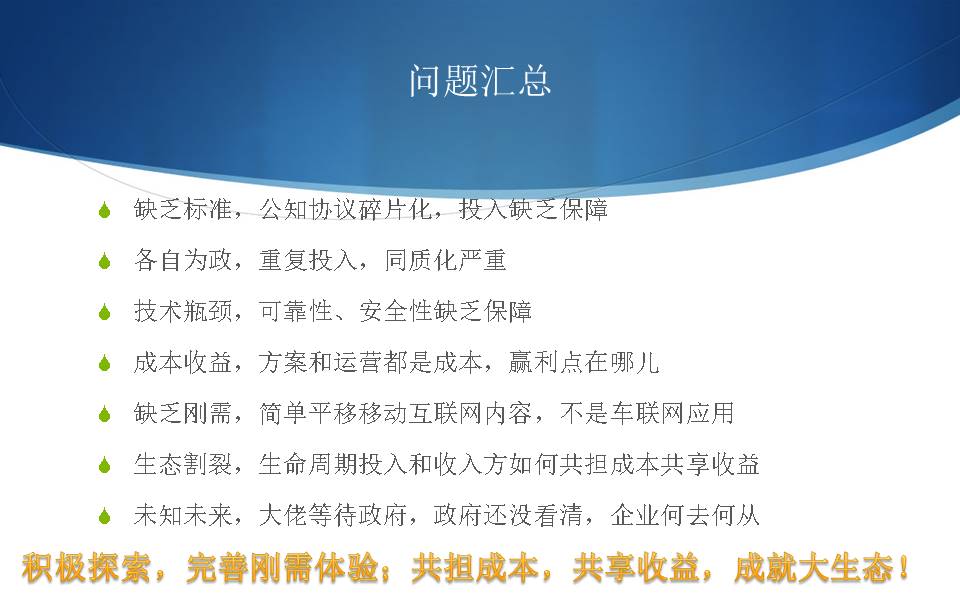 问题汇总
缺乏标准，公知协议碎片化，投入缺乏保障
各自为政，重复投入，同质化严重
技术瓶颈，可靠性、安全性缺乏保障
成本收益，方案和运营都是成本，赢利点在哪儿
缺乏刚需，简单平移移动互联网内容，不是车联网应用
生态割裂，生命周期投入和收入方如何共担成本共享收益
未知未来，大佬等待政府，政府还没看清，企业何去何从
积极探索，完善刚需体验；共担成本，共享收益，成就大生态！